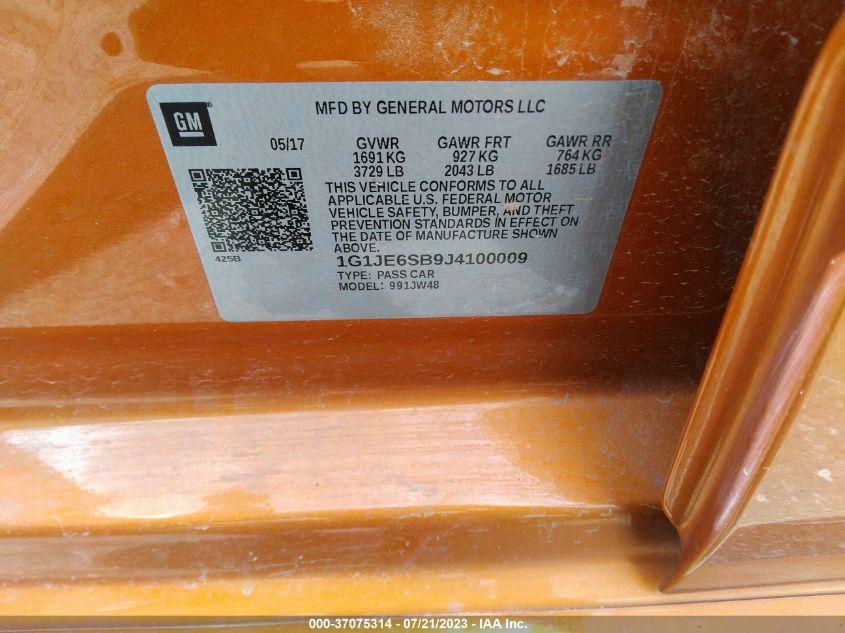 GM
MFD BY GENERAL MOTORS LLC
05/17 GVWR GAWR FRT GAWR RR
1691 KG 927 KG 764 KG
3729 LB 2043 LB 1685 LB
THIS VEHICLE CONFORMS TO ALL
APPLICABLE U.S. FEDERAL MOTOR
VEHICLE SAFETY, BUMPER, AND THEFT
PREVENTION STANDARDS IN EFFECT ON
THE DATE OF MANUFACTURE SHOWN
ABOVE.
425B
1G1JE6SB9J4100009
TYPE: PASS CAR
MODEL: 991JW48
000-37075314 - 07/21/2023 - IAA Inc.